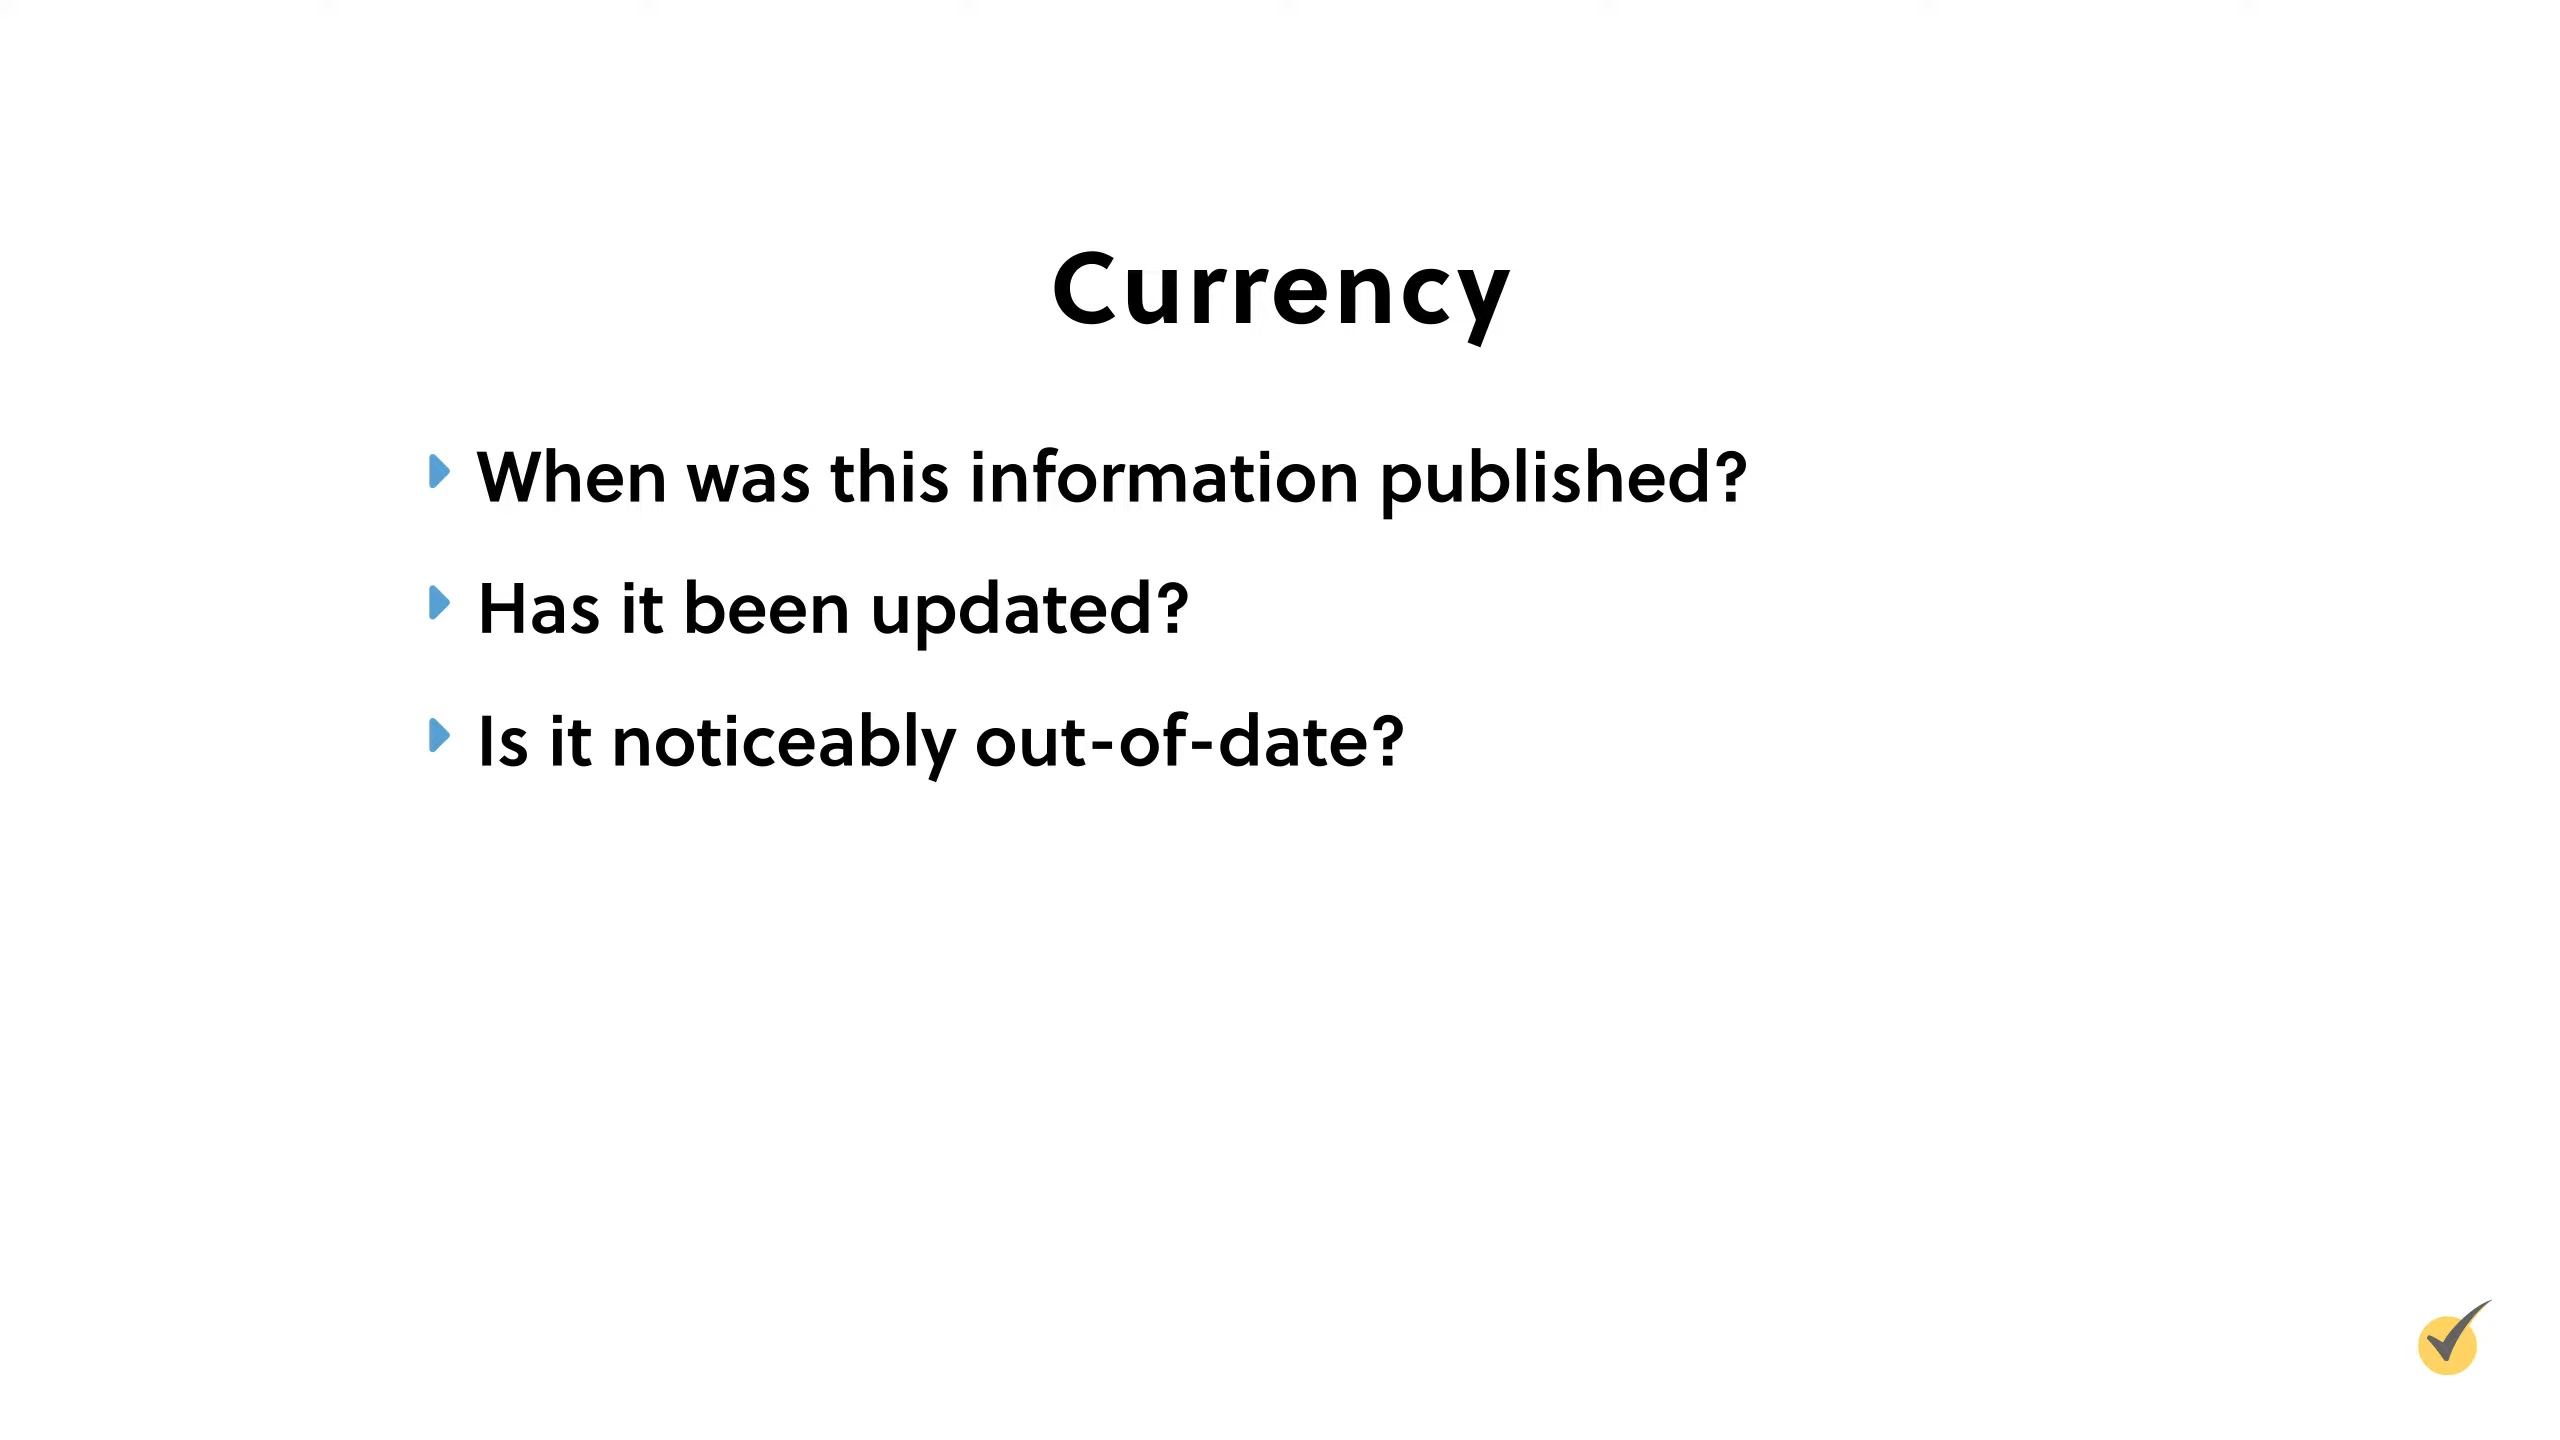 Currency
When was this information published?
Has it been updated?
Is it noticeably out-of-date?